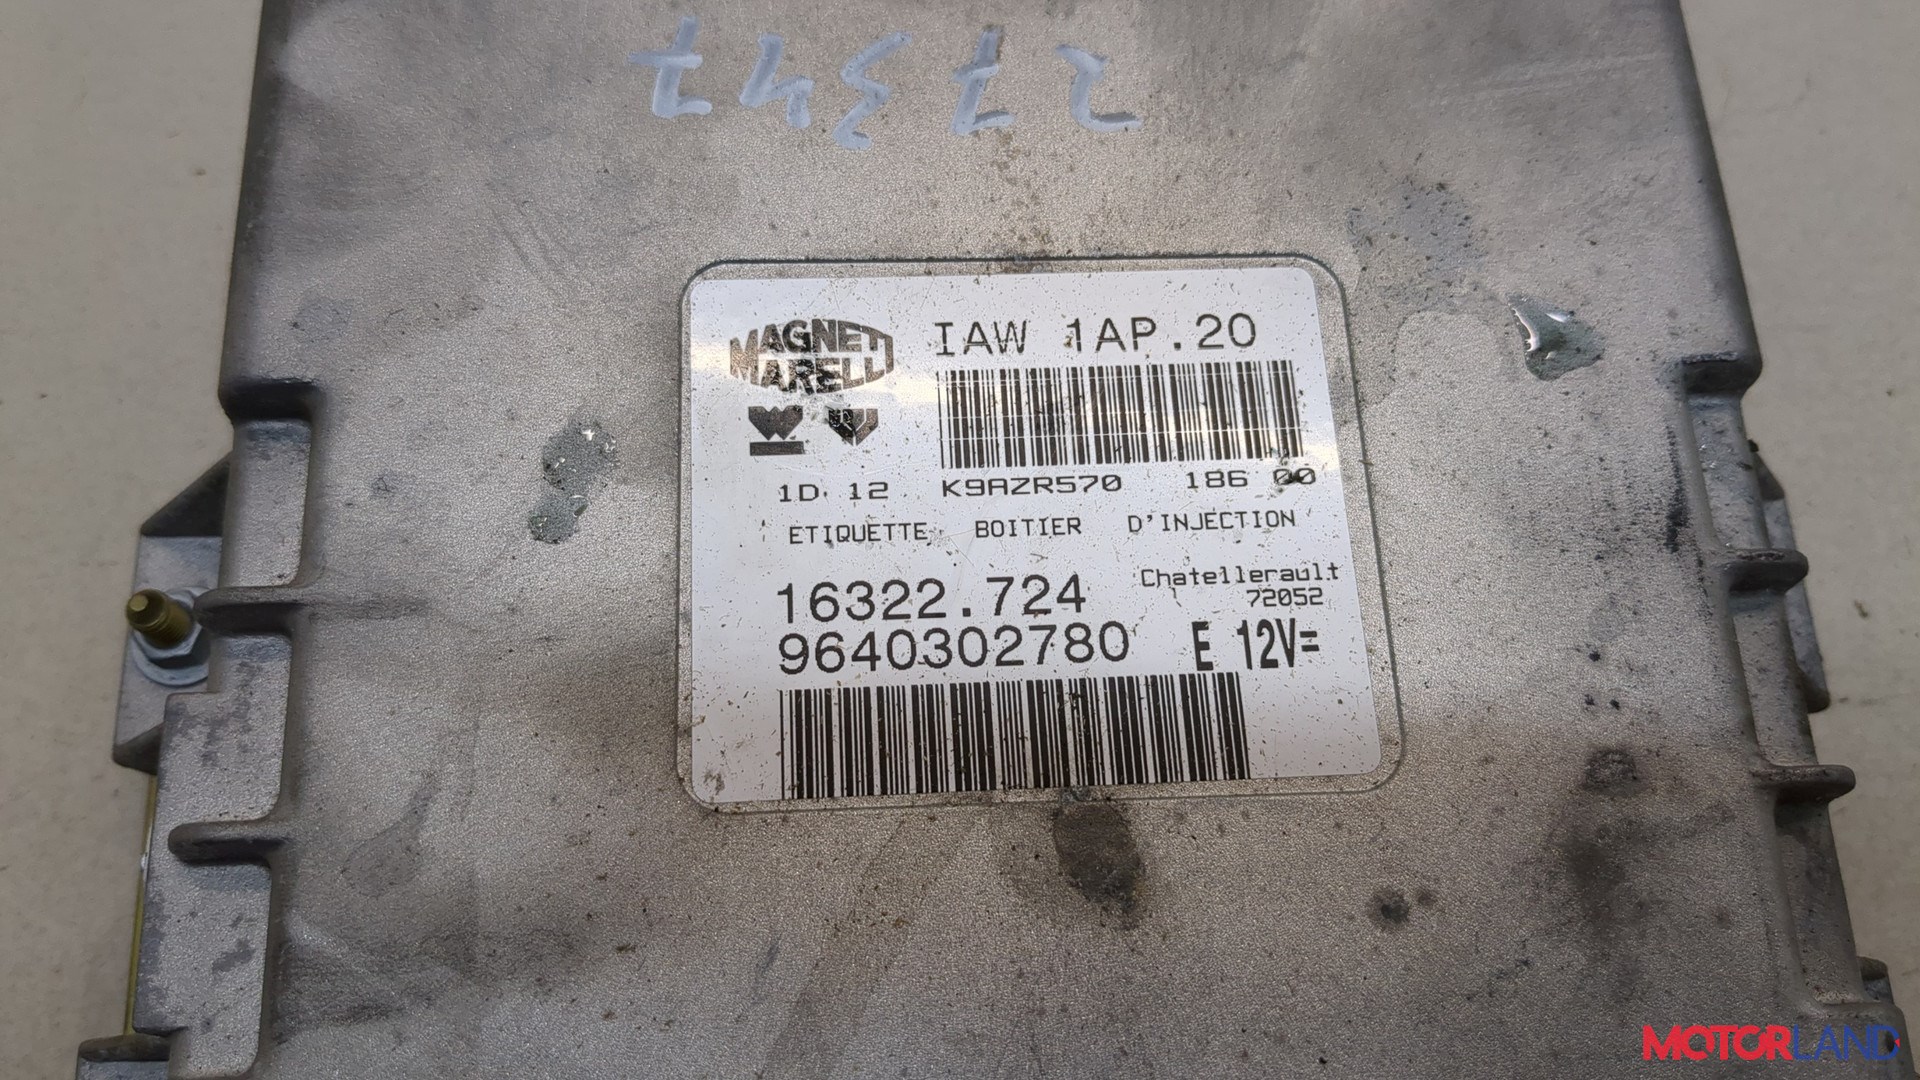 27347
MAGNETI MARELLI
IAW 1AP.20
1D 12 K9AZR570 186 00
ETIQUETTE BOITIER D'INJECTION
16322.724
Chatellerault
72052
9640302780
E 12V=
MOTORLAND